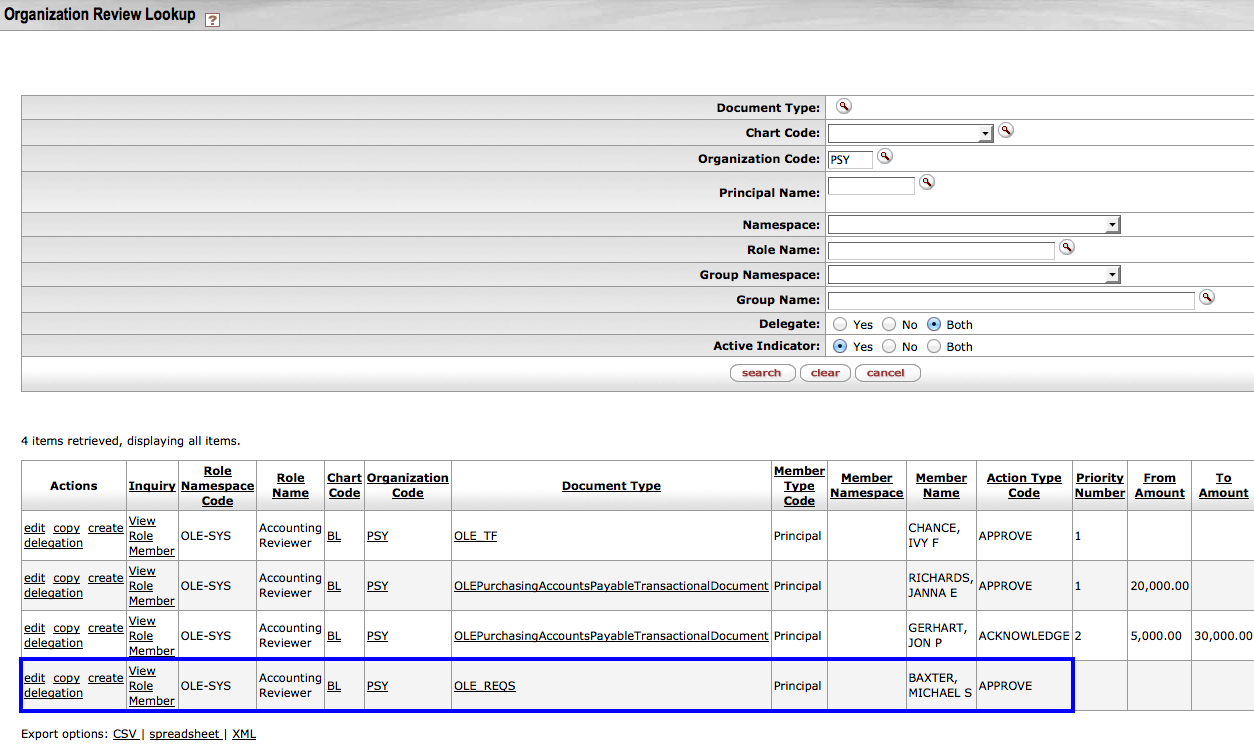 Organization Review Lookup ?
Document Type:
Chart Code:
Organization Code: PSY
Principal Name:
Namespace:
Role Name:
Group Namespace:
Group Name:
Delegate: Yes No Both
Active Indicator: Yes No Both
search clear cancel
4 items retrieved, displaying all items.
Actions Inquiry Role Namespace Code Role Name Chart Code Organization Code Document Type Member Type Code Member Namespace Member Name Action Type Code Priority Number From Amount To Amount
edit copy create delegation View Role Member OLE-SYS Accounting Reviewer BL PSY OLE_TF Principal CHANCE, IVY F APPROVE 1
edit copy create delegation View Role Member OLE-SYS Accounting Reviewer BL PSY OLEPurchasingAccountsPayableTransactionalDocument Principal RICHARDS, JANNA E APPROVE 1 20,000.00
edit copy create delegation View Role Member OLE-SYS Accounting Reviewer BL PSY OLEPurchasingAccountsPayableTransactionalDocument Principal GERHART, JON P ACKNOWLEDGE 2 5,000.00 30,000.00
edit copy create delegation View Role Member OLE-SYS Accounting Reviewer BL PSY OLE_REQS Principal BAXTER, MICHAEL S APPROVE
Export options: CSV | spreadsheet | XML